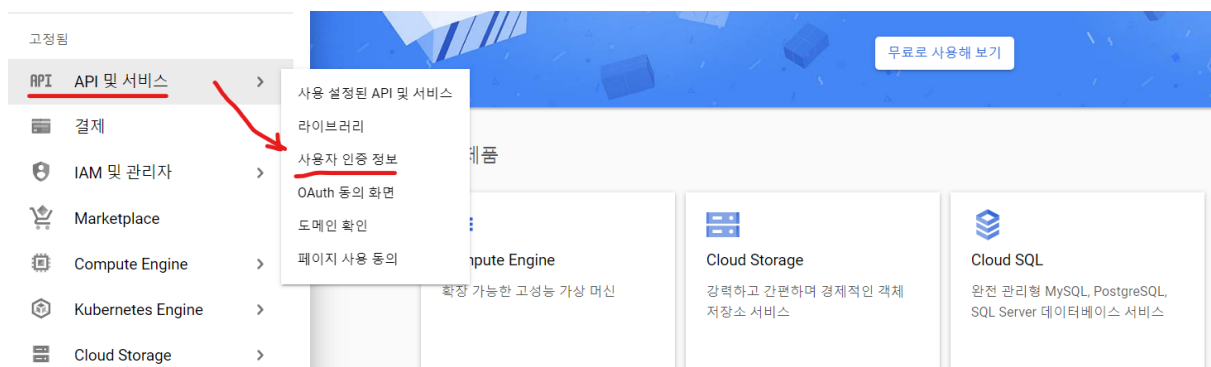 고정됨
API API 및 서비스
결제
IAM 및 관리자
Marketplace
Compute Engine
Kubernetes Engine
Cloud Storage
사용 설정된 API 및 서비스
라이브러리
사용자 인증 정보
OAuth 동의 화면
도메인 확인
페이지 사용 동의
무료로 사용해 보기
제품
Engine
확장 가능한 고성능 가상 머신
Cloud Storage
강력하고 간편하며 경제적인 객체
저장소 서비스
Cloud SQL
완전 관리형 MySQL, PostgreSQL,
SQL Server 데이터베이스 서비스